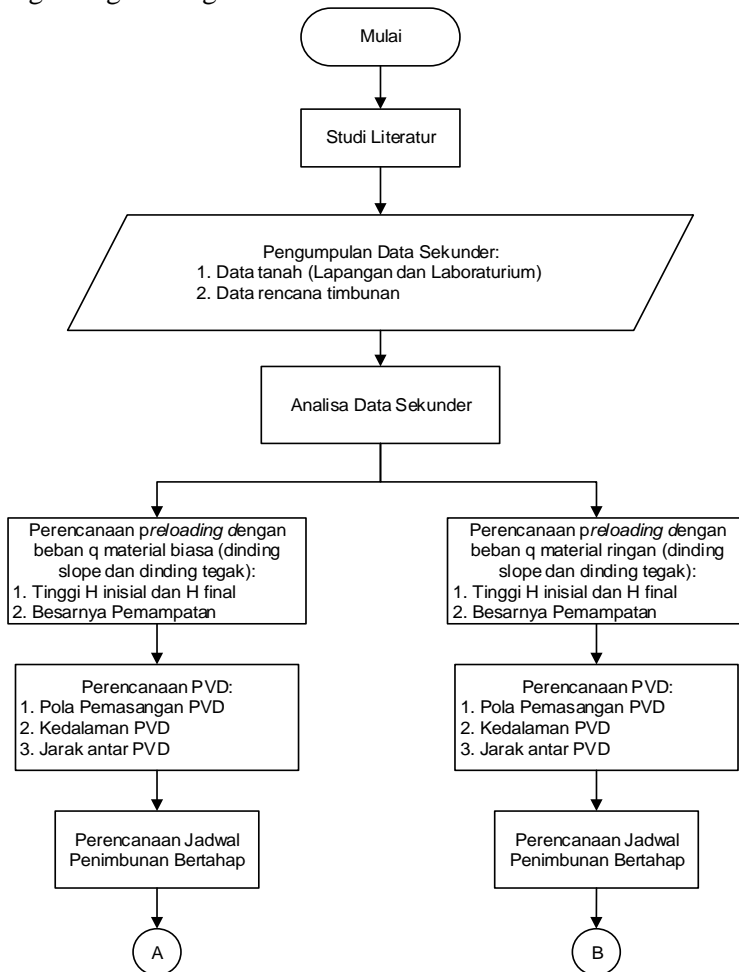 Mulai
Studi Literatur
Pengumpulan Data Sekunder:
1. Data tanah (Lapangan dan Laboraturium)
2. Data rencana timbunan
Analisa Data Sekunder
Perencanaan preloading dengan
beban q material biasa (dinding
slope dan dinding tegak):
1. Tinggi H inisial dan H final
2. Besarnya Pemampatan
Perencanaan preloading dengan
beban q material ringan (dinding
slope dan dinding tegak):
1. Tinggi H inisial dan H final
2. Besarnya Pemampatan
Perencanaan PVD:
1. Pola Pemasangan PVD
2. Kedalaman PVD
3. Jarak antar PVD
Perencanaan PVD:
1. Pola Pemasangan PVD
2. Kedalaman PVD
3. Jarak antar PVD
Perencanaan Jadwal
Penimbunan Bertahap
Perencanaan Jadwal
Penimbunan Bertahap
A
B